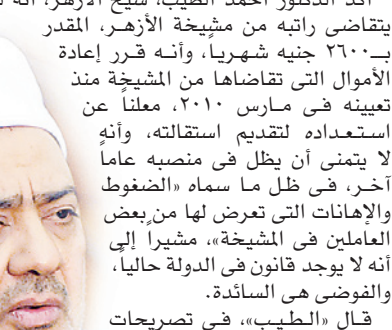 أكد الدكتور أحمد الطيب، شيخ الأزهر، أنه
يتقاضى راتبه من مشيخة الأزهر، المقدر
بـ٢٦٠٠ جنيه شهرياً، وأنه قرر إعادة
الأموال التى تقاضاها من المشيخة منذ
تعيينه فى مارس ٢٠١٠، معلناً عن
استعداده لتقديم استقالته، وأنه
لا يتمنى أن يظل فى منصبه عاماً
آخر، فى ظل ما سماه «الضغوط
والإهانات التى تعرض لها من بعض
العاملين فى المشيخة»، مشيراً إلى
أنه لا يوجد قانون فى الدولة حالياً،
والفوضى هى السائدة.
قال «الطيب»، فى تصريحات